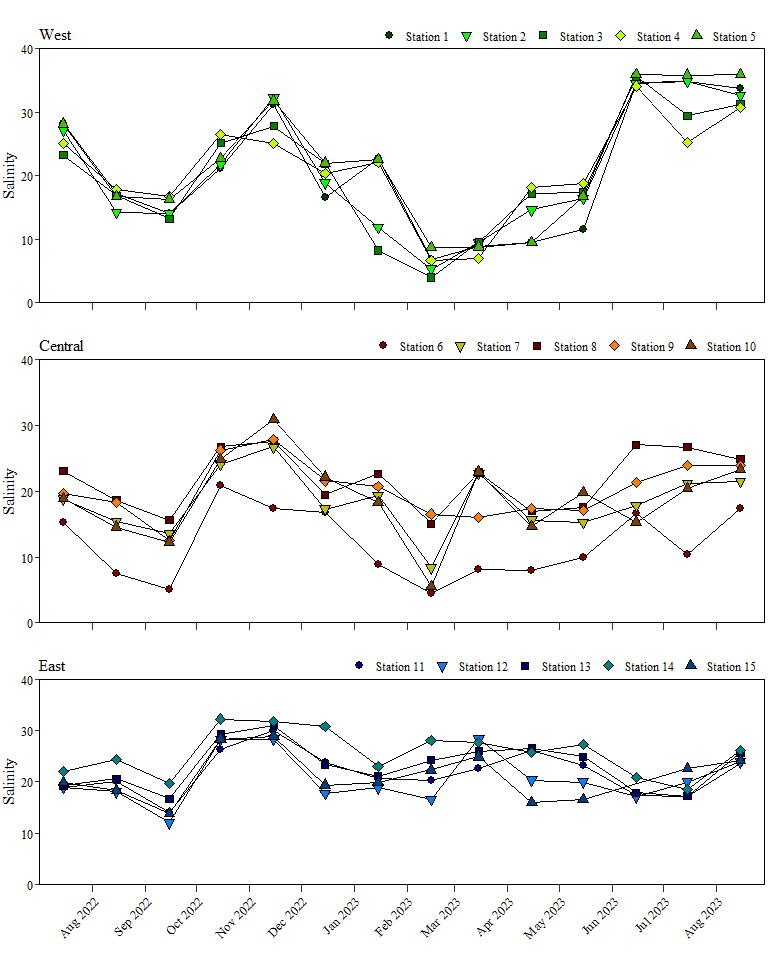 West Station 1 Station 2 Station 3 Station 4 Station 5
40
30
20
10
0
Salinity
Central Station 6 Station 7 Station 8 Station 9 Station 10
40
30
20
10
0
Salinity
East Station 11 Station 12 Station 13 Station 14 Station 15
40
30
20
10
0
Salinity
Aug 2022 Sep 2022 Oct 2022 Nov 2022 Dec 2022 Jan 2023 Feb 2023 Mar 2023 Apr 2023 May 2023 Jun 2023 Jul 2023 Aug 2023